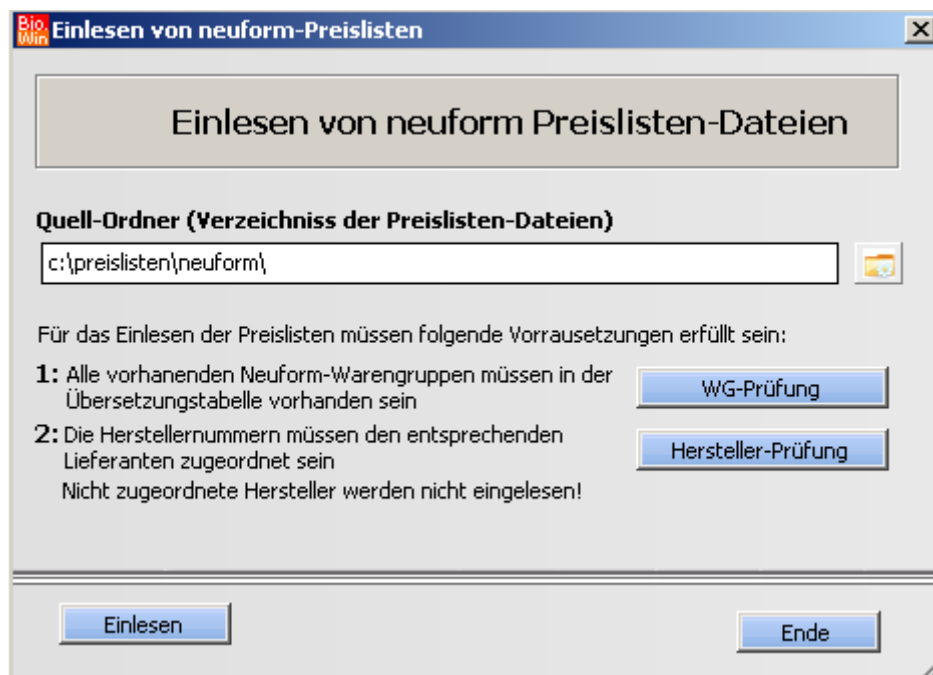 Bio.
Win
Einlesen von neuform-Preislisten
Einlesen von neuform Preislisten-Dateien
Quell-Ordner (Verzeichniss der Preislisten-Dateien)
c:\preislisten\neuform\
Für das Einlesen der Preislisten müssen folgende Vorrausetzungen erfüllt sein:
1: Alle vorhanenden Neuform-Warengruppen müssen in der
Übersetzungstabelle vorhanden sein
WG-Prüfung
2: Die Herstellernummern müssen den entsprechenden
Lieferanten zugeordnet sein
Nicht zugeordnete Hersteller werden nicht eingelesen!
Hersteller-Prüfung
Einlesen
Ende